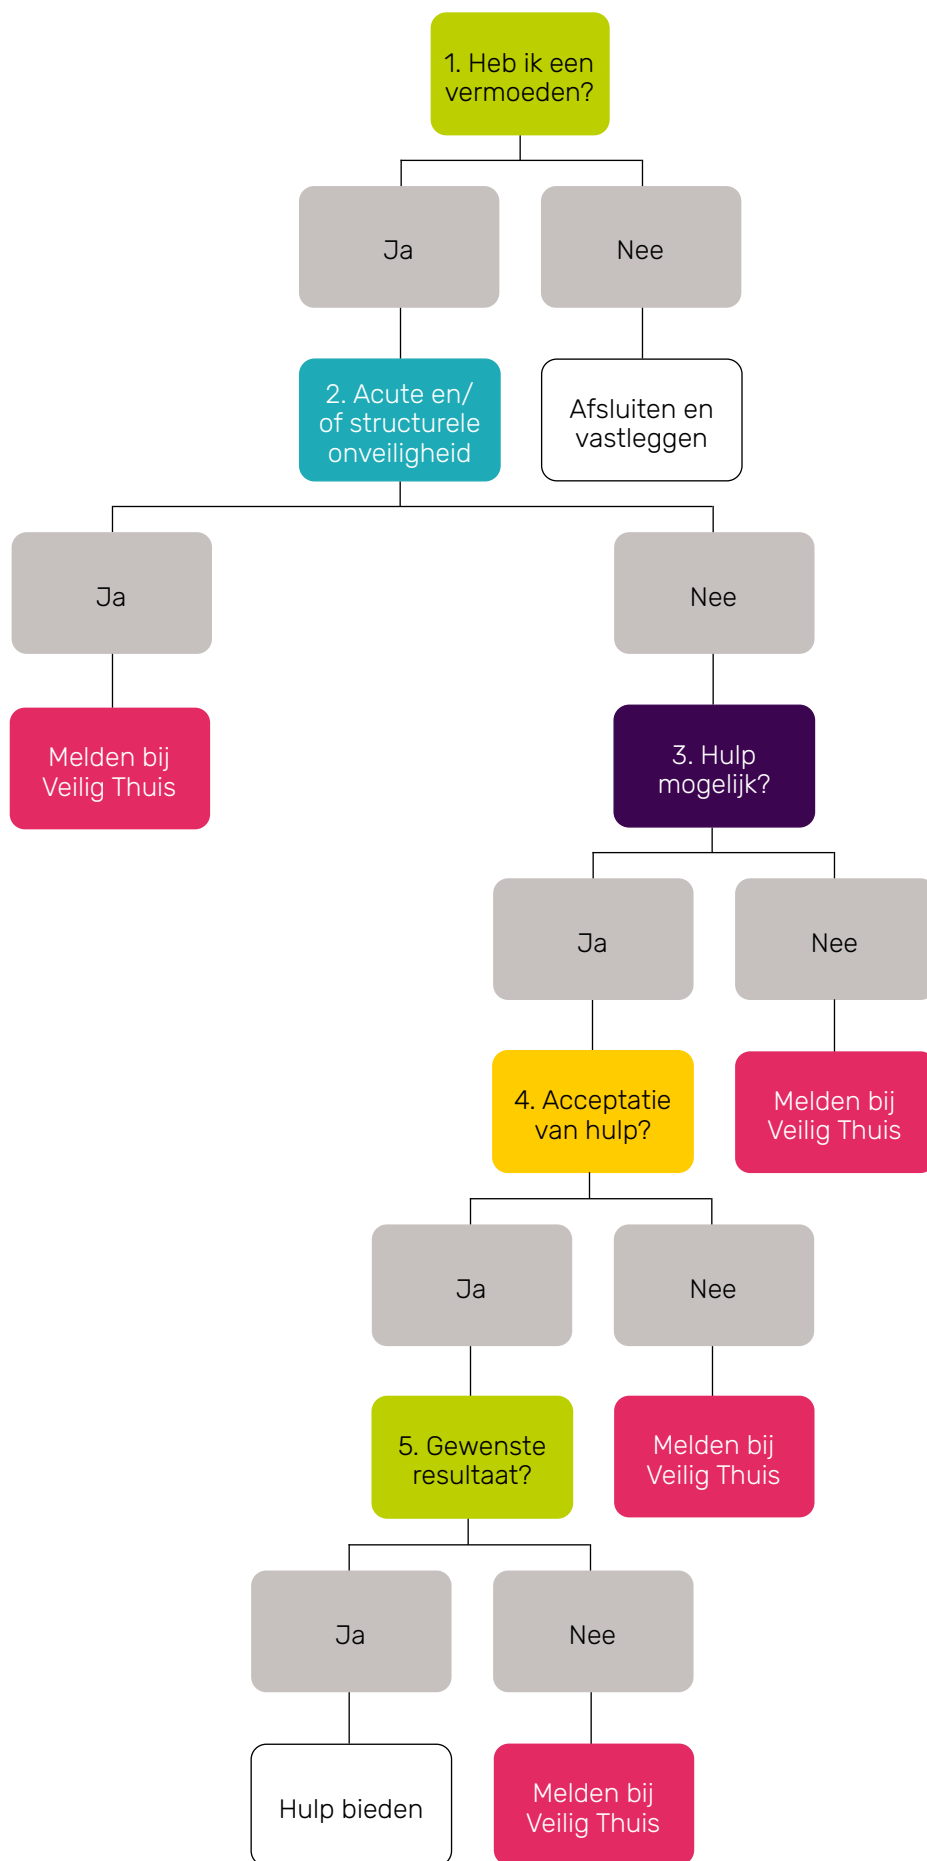 1. Heb ik een
vermoeden?
Ja
Nee
2. Acute en/
of structurele
onveiligheid
Afsluiten en
vastleggen
Ja
Nee
Melden bij
Veilig Thuis
3. Hulp
mogelijk?
Ja
Nee
4. Acceptatie
van hulp?
Melden bij
Veilig Thuis
Ja
Nee
5. Gewenste
resultaat?
Melden bij
Veilig Thuis
Ja
Nee
Hulp bieden
Melden bij
Veilig Thuis